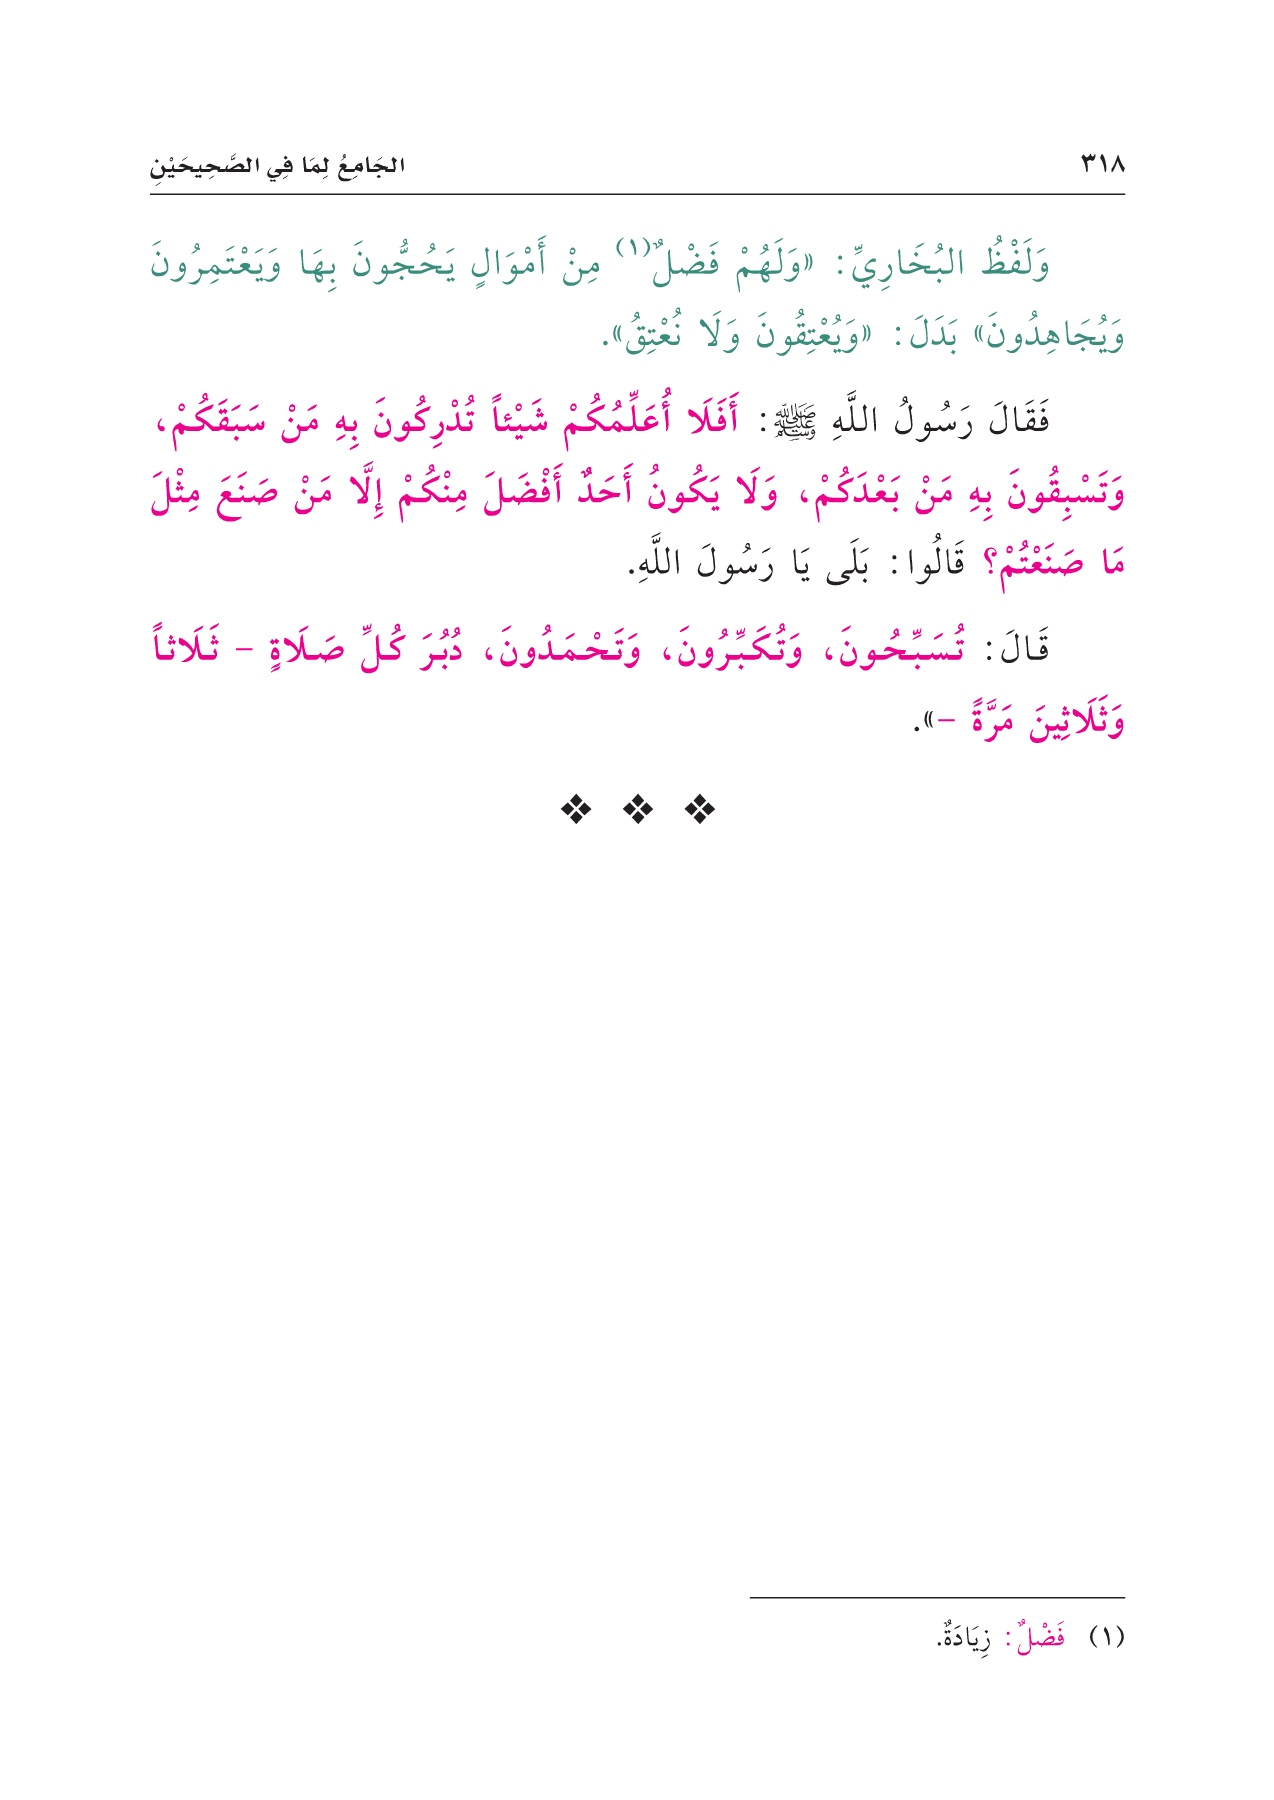 ٣١٨
الجَامِعُ لِمَا فِي الصَّحِيحَيْنِ
وَلَفْظُ البُخَارِيِّ: «وَلَهُمْ فَضْلٌ(١) مِنْ أَمْوَالٍ يَحُجُّونَ بِهَا وَيَعْتَمِرُونَ
وَيُجَاهِدُونَ» بَدَلَ: «وَيُعْتِقُونَ وَلَا نُعْتِقُ».
فَقَالَ رَسُولُ اللَّهِ ﷺ: أَفَلَا أُعَلِّمُكُمْ شَيْئاً تُدْرِكُونَ بِهِ مَنْ سَبَقَكُمْ،
وَتَسْبِقُونَ بِهِ مَنْ بَعْدَكُمْ، وَلَا يَكُونُ أَحَدٌ أَفْضَلَ مِنْكُمْ إِلَّا مَنْ صَنَعَ مِثْلَ
مَا صَنَعْتُمْ؟ قَالُوا: بَلَى يَا رَسُولَ اللَّهِ.
قَالَ: تُسَبِّحُونَ، وَتُكَبِّرُونَ، وَتَحْمَدُونَ، دُبُرَ كُلِّ صَلَاةٍ – ثَلَاثاً
وَثَلَاثِينَ مَرَّةً –».
(١) فَضْلٌ: زِيَادَةٌ.